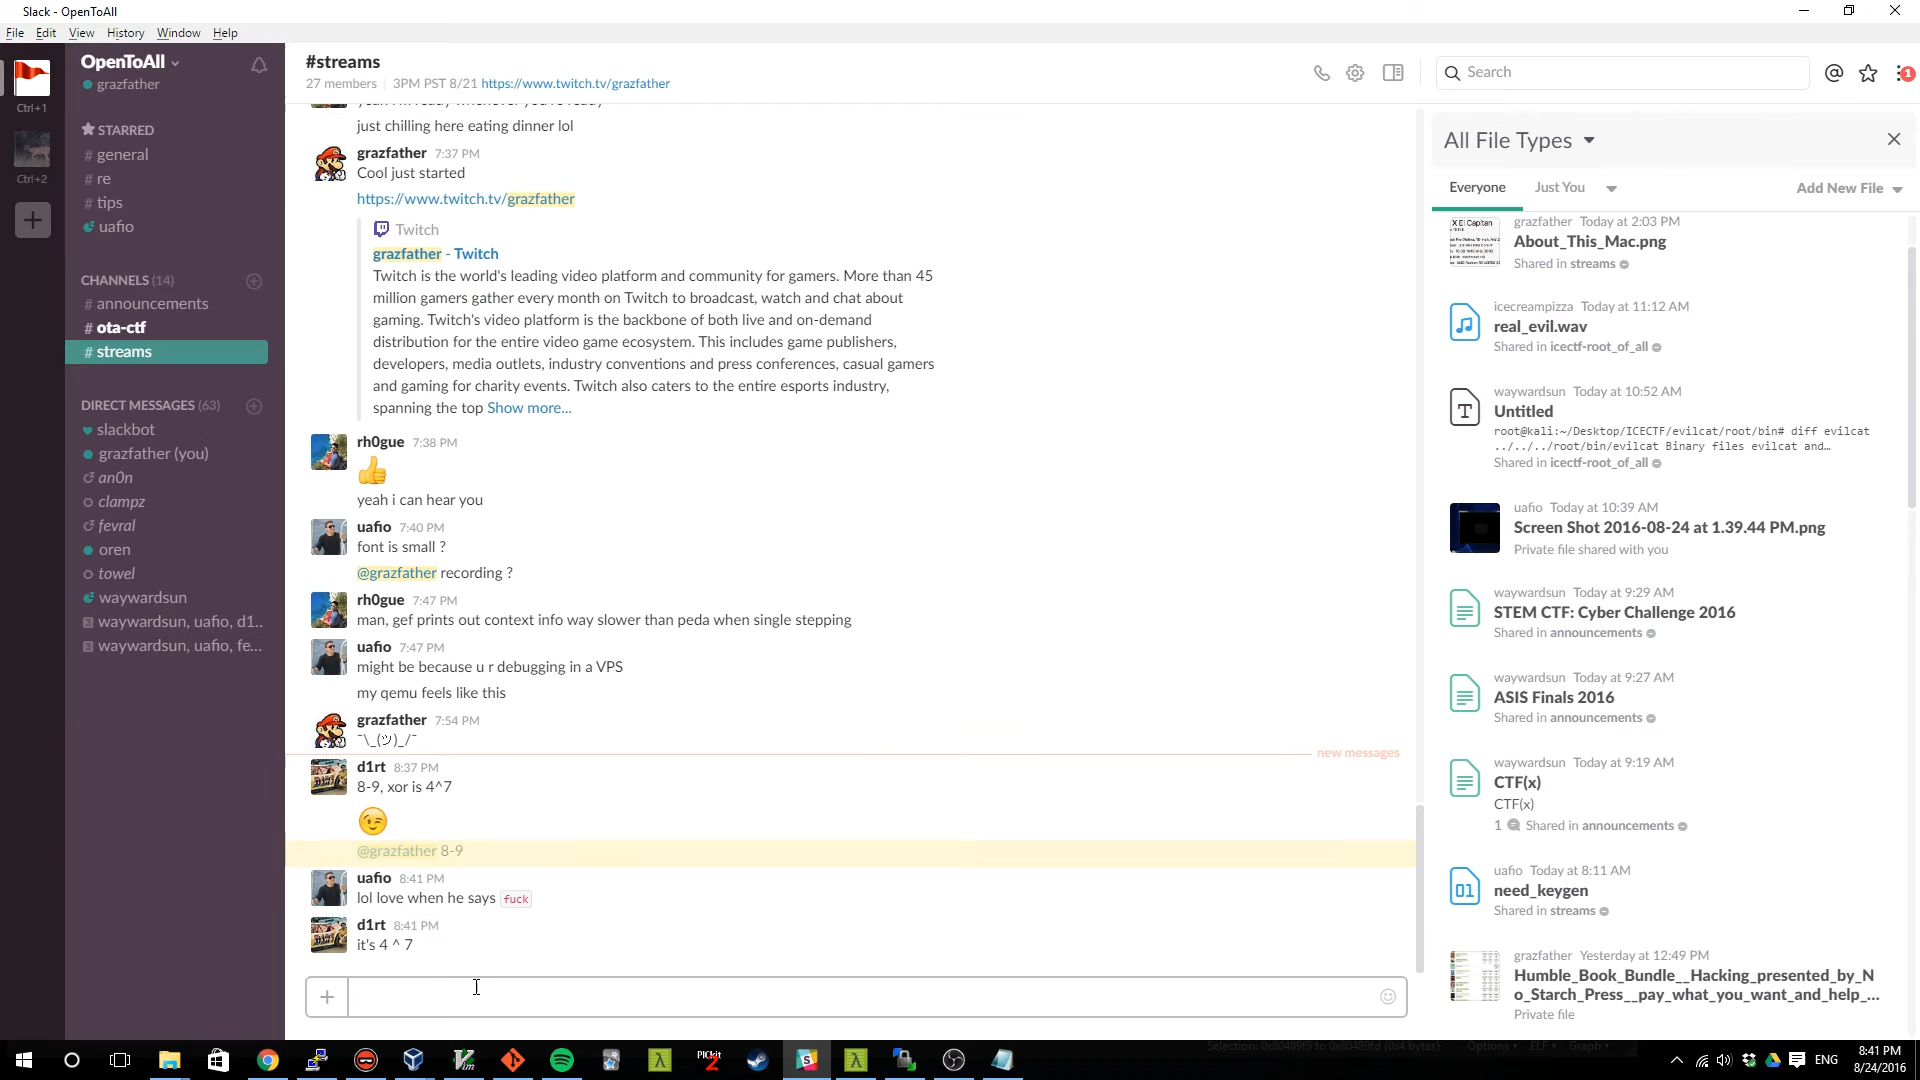 Slack - OpenToAll
File Edit View History Window Help
OpenToAll
grazfather
Ctrl+1
Ctrl+2
STARRED
# general
# re
# tips
uafio
CHANNELS (14)
# announcements
# ota-ctf
# streams
DIRECT MESSAGES (63)
slackbot
grazfather (you)
an0n
clampz
fevral
oren
towel
waywardsun
waywardsun, uafio, d1..
waywardsun, uafio, fe...
#streams
27 members | 3PM PST 8/21 https://www.twitch.tv/grazfather
Search
1
just chilling here eating dinner lol
grazfather 7:37 PM
Cool just started
https://www.twitch.tv/grazfather
Twitch
grazfather - Twitch
Twitch is the world's leading video platform and community for gamers. More than 45
million gamers gather every month on Twitch to broadcast, watch and chat about
gaming. Twitch's video platform is the backbone of both live and on-demand
distribution for the entire video game ecosystem. This includes game publishers,
developers, media outlets, industry conventions and press conferences, casual gamers
and gaming for charity events. Twitch also caters to the entire esports industry,
spanning the top Show more...
rh0gue 7:38 PM
yeah i can hear you
uafio 7:40 PM
font is small ?
@grazfather recording ?
rh0gue 7:47 PM
man, gef prints out context info way slower than peda when single stepping
uafio 7:47 PM
might be because u r debugging in a VPS
my qemu feels like this
grazfather 7:54 PM
¯\_(ツ)_/¯
new messages
d1rt 8:37 PM
8-9, xor is 4^7
@grazfather 8-9
uafio 8:41 PM
lol love when he says fuck
d1rt 8:41 PM
it's 4 ^ 7
All File Types
Everyone Just You Add New File
grazfather Today at 2:03 PM
About_This_Mac.png
Shared in streams
X El Capitan
icecreampizza Today at 11:12 AM
real_evil.wav
Shared in icectf-root_of_all
waywardsun Today at 10:52 AM
Untitled
root@kali:~/Desktop/ICECTF/evilcat/root/bin# diff evilcat
../../../root/bin/evilcat Binary files evilcat and…
Shared in icectf-root_of_all
uafio Today at 10:39 AM
Screen Shot 2016-08-24 at 1.39.44 PM.png
Private file shared with you
waywardsun Today at 9:29 AM
STEM CTF: Cyber Challenge 2016
Shared in announcements
waywardsun Today at 9:27 AM
ASIS Finals 2016
Shared in announcements
waywardsun Today at 9:19 AM
CTF(x)
CTF(x)
1 Shared in announcements
uafio Today at 8:11 AM
need_keygen
Shared in streams
01
grazfather Yesterday at 12:49 PM
Humble_Book_Bundle__Hacking_presented_by_N
o_Starch_Press__pay_what_you_want_and_help_...
Private file
PICkit
2
Selection: 0x80489f9 to 0x80489fd (0x4 bytes) Options ELF Graph
ENG
8:41 PM
8/24/2016